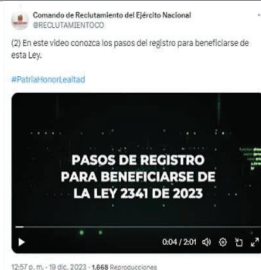 Comando de Reclutamiento del Ejército Nacional
@RECLUTAMIENTOCO
(2) En este video conozca los pasos del registro para beneficiarse de
esta Ley.
#PatriaHonorLealtad
PASOS DE REGISTRO
PARA BENEFICIARSE DE
LA LEY 2341 DE 2023
0:04 / 2:01
12:57 p. m. · 19 dic. 2023 · 1.668 Reproducciones